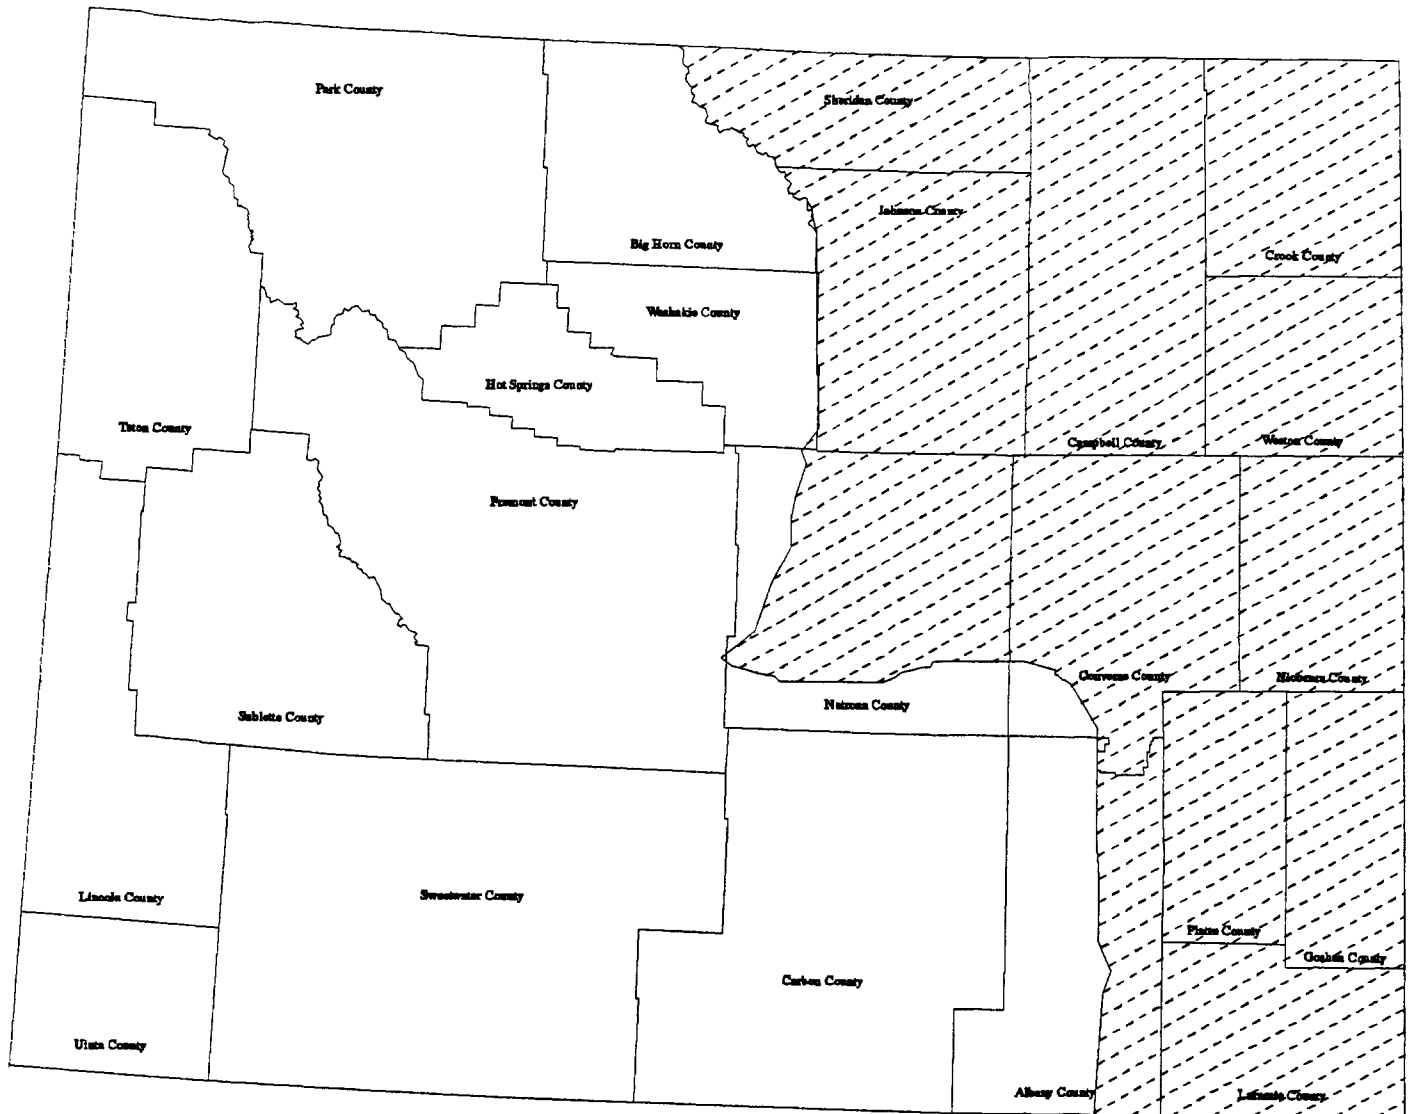 Park County
Sheridan County
Johnson County
Big Horn County
Crook County
Washakie County
Hot Springs County
Teton County
Campbell County
Weston County
Fremont County
Converse County
Niobrara County
Natrona County
Sublette County
Lincoln County
Sweetwater County
Platte County
Goshen County
Carbon County
Uinta County
Albany County
Laramie County